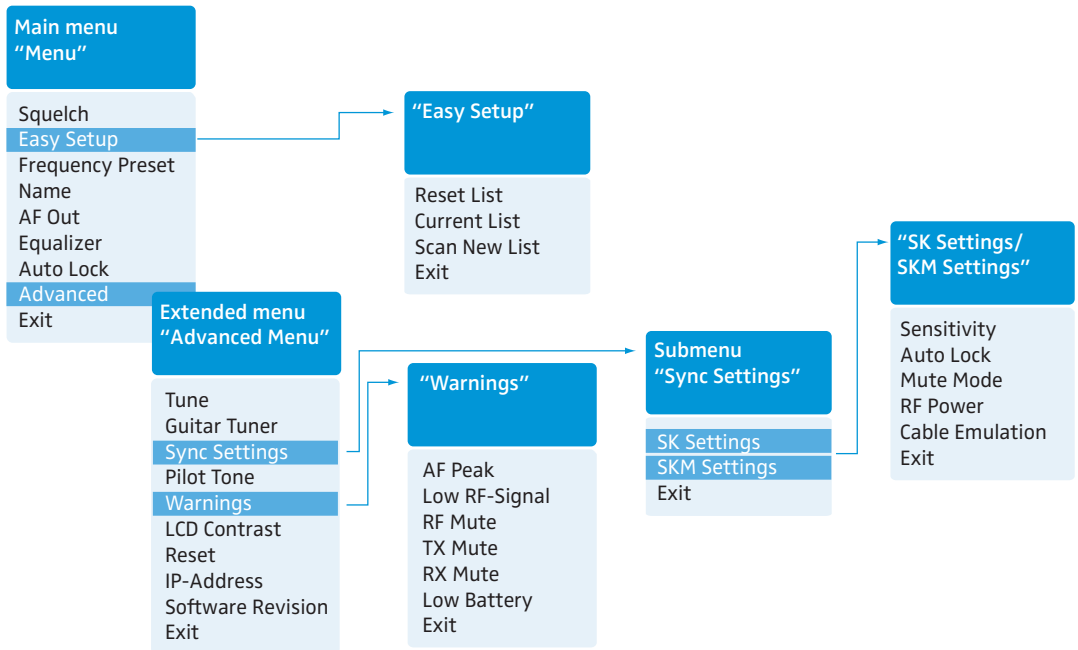 Main menu
“Menu”
Squelch
Easy Setup
Frequency Preset
Name
AF Out
Equalizer
Auto Lock
Advanced
Exit
“Easy Setup”
Reset List
Current List
Scan New List
Exit
Extended menu
“Advanced Menu”
Tune
Guitar Tuner
Sync Settings
Pilot Tone
Warnings
LCD Contrast
Reset
IP-Address
Software Revision
Exit
“Warnings”
AF Peak
Low RF-Signal
RF Mute
TX Mute
RX Mute
Low Battery
Exit
Submenu
“Sync Settings”
SK Settings
SKM Settings
Exit
“SK Settings/
SKM Settings”
Sensitivity
Auto Lock
Mute Mode
RF Power
Cable Emulation
Exit